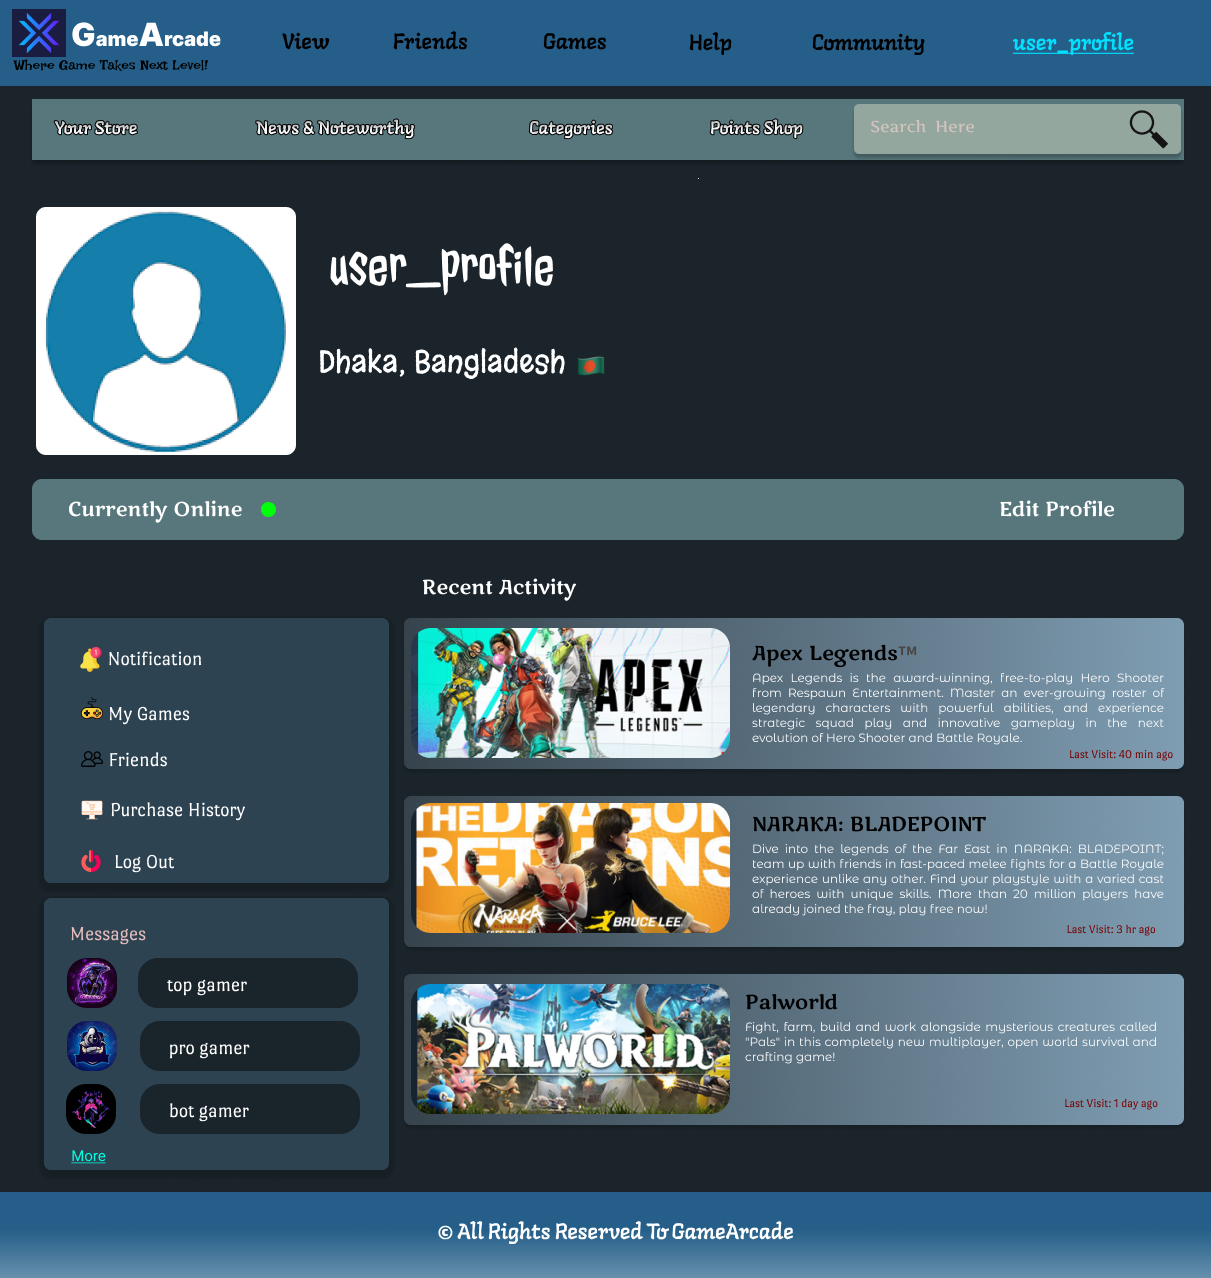 GameArcade
Where Game Takes Next Level!
View Friends Games Help Community user_profile
Your Store News & Noteworthy Categories Points Shop Search Here
user_profile
Dhaka, Bangladesh
Currently Online Edit Profile
Recent Activity
1
Notification
My Games
Friends
Purchase History
Log Out
Messages
top gamer
pro gamer
bot gamer
More
APEX
LEGENDS™
Apex Legends™
Apex Legends is the award-winning, free-to-play Hero Shooter
from Respawn Entertainment. Master an ever-growing roster of
legendary characters with powerful abilities, and experience
strategic squad play and innovative gameplay in the next
evolution of Hero Shooter and Battle Royale.
Last Visit: 40 min ago
THE DRAGON
RETURNS
NARAKA
FREE TO PLAY
BRUCE LEE
NARAKA: BLADEPOINT
Dive into the legends of the Far East in NARAKA: BLADEPOINT;
team up with friends in fast-paced melee fights for a Battle Royale
experience unlike any other. Find your playstyle with a varied cast
of heroes with unique skills. More than 20 million players have
already joined the fray, play free now!
Last Visit: 3 hr ago
PALWORLD
Palworld
Fight, farm, build and work alongside mysterious creatures called
"Pals" in this completely new multiplayer, open world survival and
crafting game!
Last Visit: 1 day ago
© All Rights Reserved To GameArcade